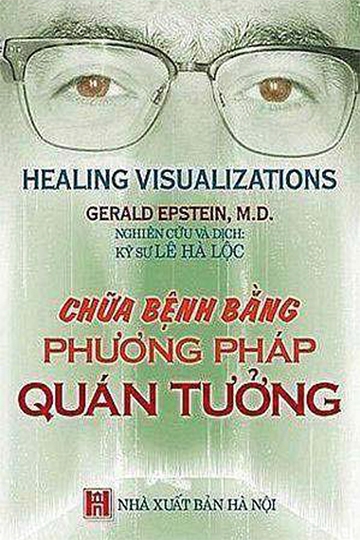 HEALING VISUALIZATIONS
GERALD EPSTEIN, M.D.
NGHIÊN CỨU VÀ DỊCH:
KỸ SƯ LÊ HÀ LỘC
CHỮA BỆNH BẰNG
PHƯƠNG PHÁP
QUÁN TƯỞNG
NHÀ XUẤT BẢN HÀ NỘI